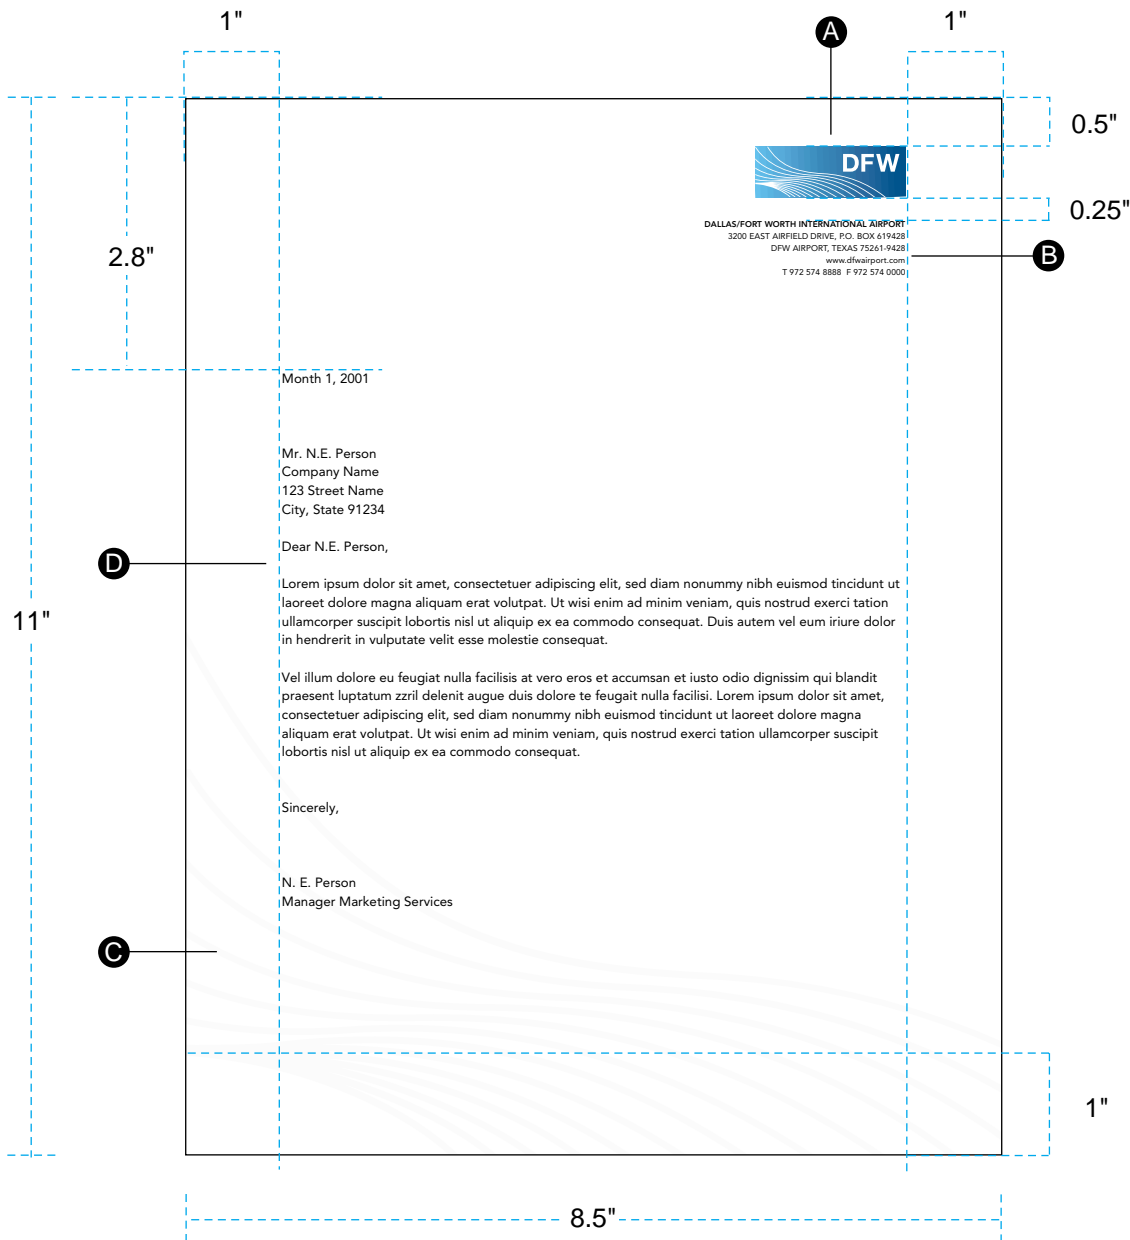 1"
A
1"
0.5"
DFW
0.25"
DALLAS/FORT WORTH INTERNATIONAL AIRPORT
3200 EAST AIRFIELD DRIVE, P.O. BOX 619428
DFW AIRPORT, TEXAS 75261-9428
www.dfwairport.com
T 972 574 8888  F 972 574 0000
B
2.8"
Month 1, 2001
Mr. N.E. Person
Company Name
123 Street Name
City, State 91234
Dear N.E. Person,
D
Lorem ipsum dolor sit amet, consectetuer adipiscing elit, sed diam nonummy nibh euismod tincidunt ut
laoreet dolore magna aliquam erat volutpat. Ut wisi enim ad minim veniam, quis nostrud exerci tation
ullamcorper suscipit lobortis nisl ut aliquip ex ea commodo consequat. Duis autem vel eum iriure dolor
in hendrerit in vulputate velit esse molestie consequat.
11"
Vel illum dolore eu feugiat nulla facilisis at vero eros et accumsan et iusto odio dignissim qui blandit
praesent luptatum zzril delenit augue duis dolore te feugait nulla facilisi. Lorem ipsum dolor sit amet,
consectetuer adipiscing elit, sed diam nonummy nibh euismod tincidunt ut laoreet dolore magna
aliquam erat volutpat. Ut wisi enim ad minim veniam, quis nostrud exerci tation ullamcorper suscipit
lobortis nisl ut aliquip ex ea commodo consequat.
Sincerely,
N. E. Person
Manager Marketing Services
C
1"
8.5"